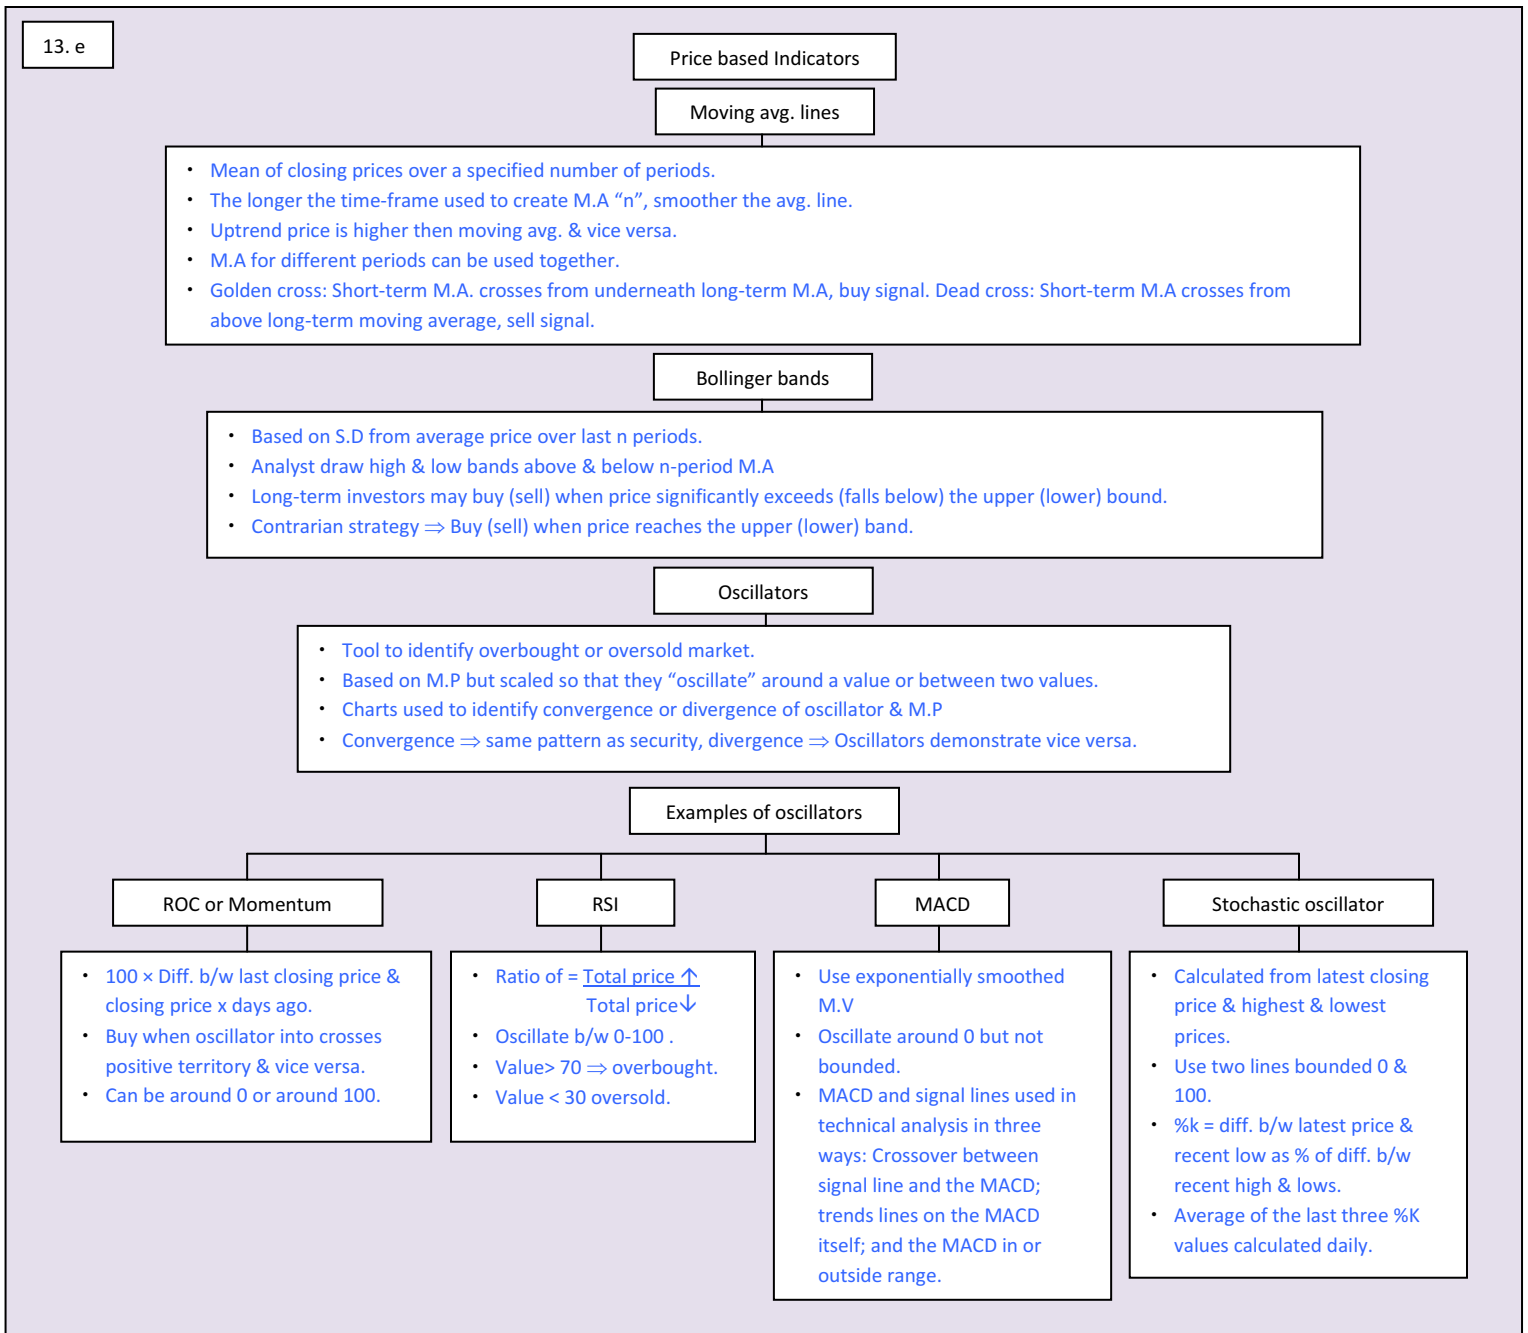 13. e
Price based Indicators
Moving avg. lines
• Mean of closing prices over a specified number of periods.
• The longer the time-frame used to create M.A “n”, smoother the avg. line.
• Uptrend price is higher then moving avg. & vice versa.
• M.A for different periods can be used together.
• Golden cross: Short-term M.A. crosses from underneath long-term M.A, buy signal. Dead cross: Short-term M.A crosses from
above long-term moving average, sell signal.
Bollinger bands
• Based on S.D from average price over last n periods.
• Analyst draw high & low bands above & below n-period M.A
• Long-term investors may buy (sell) when price significantly exceeds (falls below) the upper (lower) bound.
• Contrarian strategy ⇒ Buy (sell) when price reaches the upper (lower) band.
Oscillators
• Tool to identify overbought or oversold market.
• Based on M.P but scaled so that they “oscillate” around a value or between two values.
• Charts used to identify convergence or divergence of oscillator & M.P
• Convergence ⇒ same pattern as security, divergence ⇒ Oscillators demonstrate vice versa.
Examples of oscillators
ROC or Momentum
• 100 × Diff. b/w last closing price &
closing price x days ago.
• Buy when oscillator into crosses
positive territory & vice versa.
• Can be around 0 or around 100.
RSI
• Ratio of = Total price ↑
Total price↓
• Oscillate b/w 0-100 .
• Value> 70 ⇒ overbought.
• Value < 30 oversold.
MACD
• Use exponentially smoothed
M.V
• Oscillate around 0 but not
bounded.
• MACD and signal lines used in
technical analysis in three
ways: Crossover between
signal line and the MACD;
trends lines on the MACD
itself; and the MACD in or
outside range.
Stochastic oscillator
• Calculated from latest closing
price & highest & lowest
prices.
• Use two lines bounded 0 &
100.
• %k = diff. b/w latest price &
recent low as % of diff. b/w
recent high & lows.
• Average of the last three %K
values calculated daily.